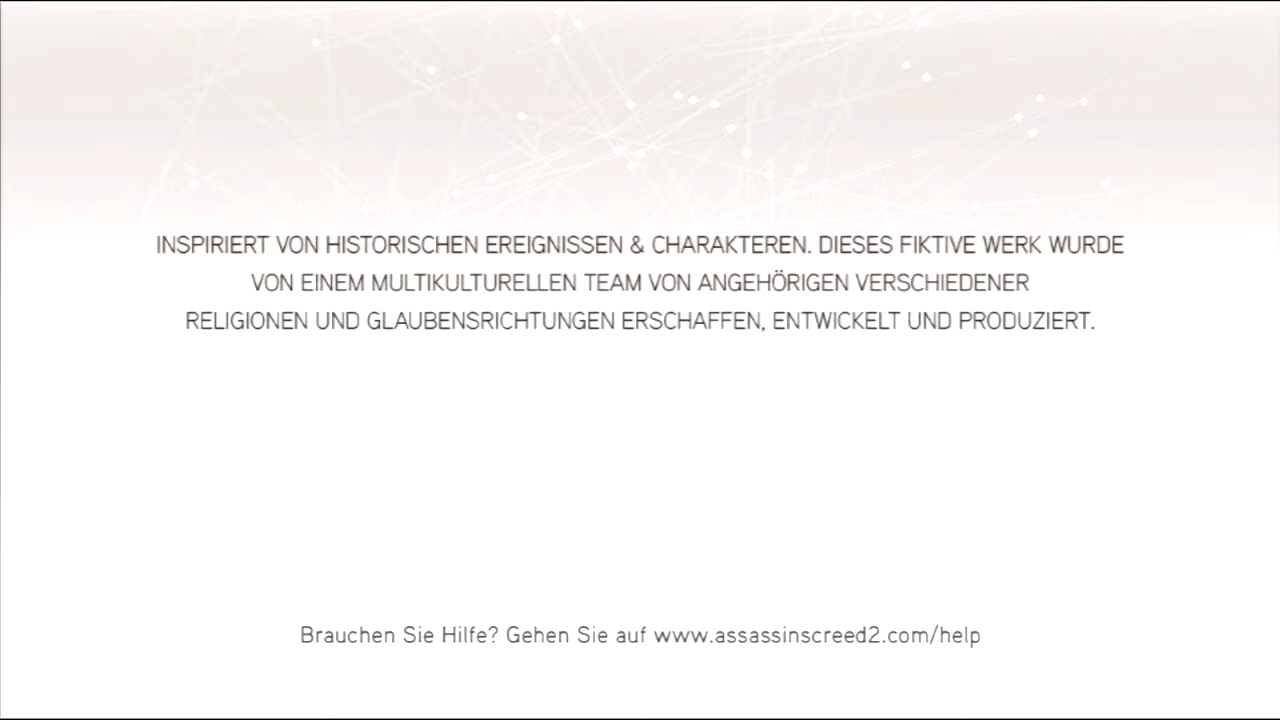 INSPIRIERT VON HISTORISCHEN EREIGNISSEN & CHARAKTEREN. DIESES FIKTIVE WERK WURDE
VON EINEM MULTIKULTURELLEN TEAM VON ANGEHÖRIGEN VERSCHIEDENER
RELIGIONEN UND GLAUBENSRICHTUNGEN ERSCHAFFEN, ENTWICKELT UND PRODUZIERT.
Brauchen Sie Hilfe? Gehen Sie auf www.assassinscreed2.com/help